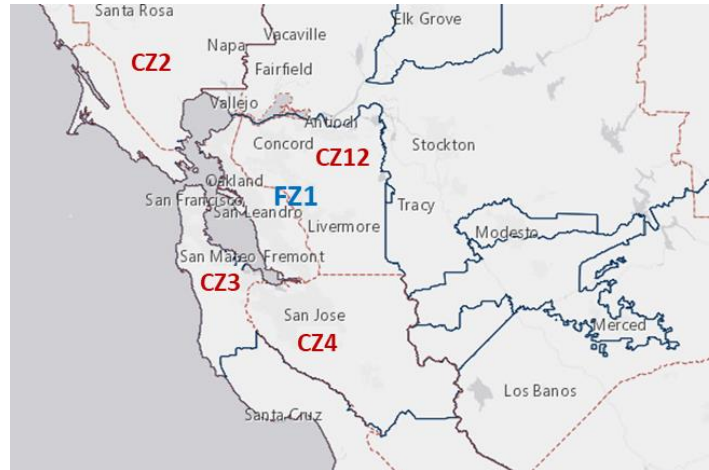 Santa Rosa
Elk Grove
Napa
Vacaville
CZ2
Fairfield
Vallejo
Antioch
Concord
CZ12
Stockton
Oakland
FZ1
San Francisco
San Leandro
Tracy
Livermore
Modesto
San Mateo
Fremont
CZ3
San Jose
CZ4
Merced
Los Banos
Santa Cruz